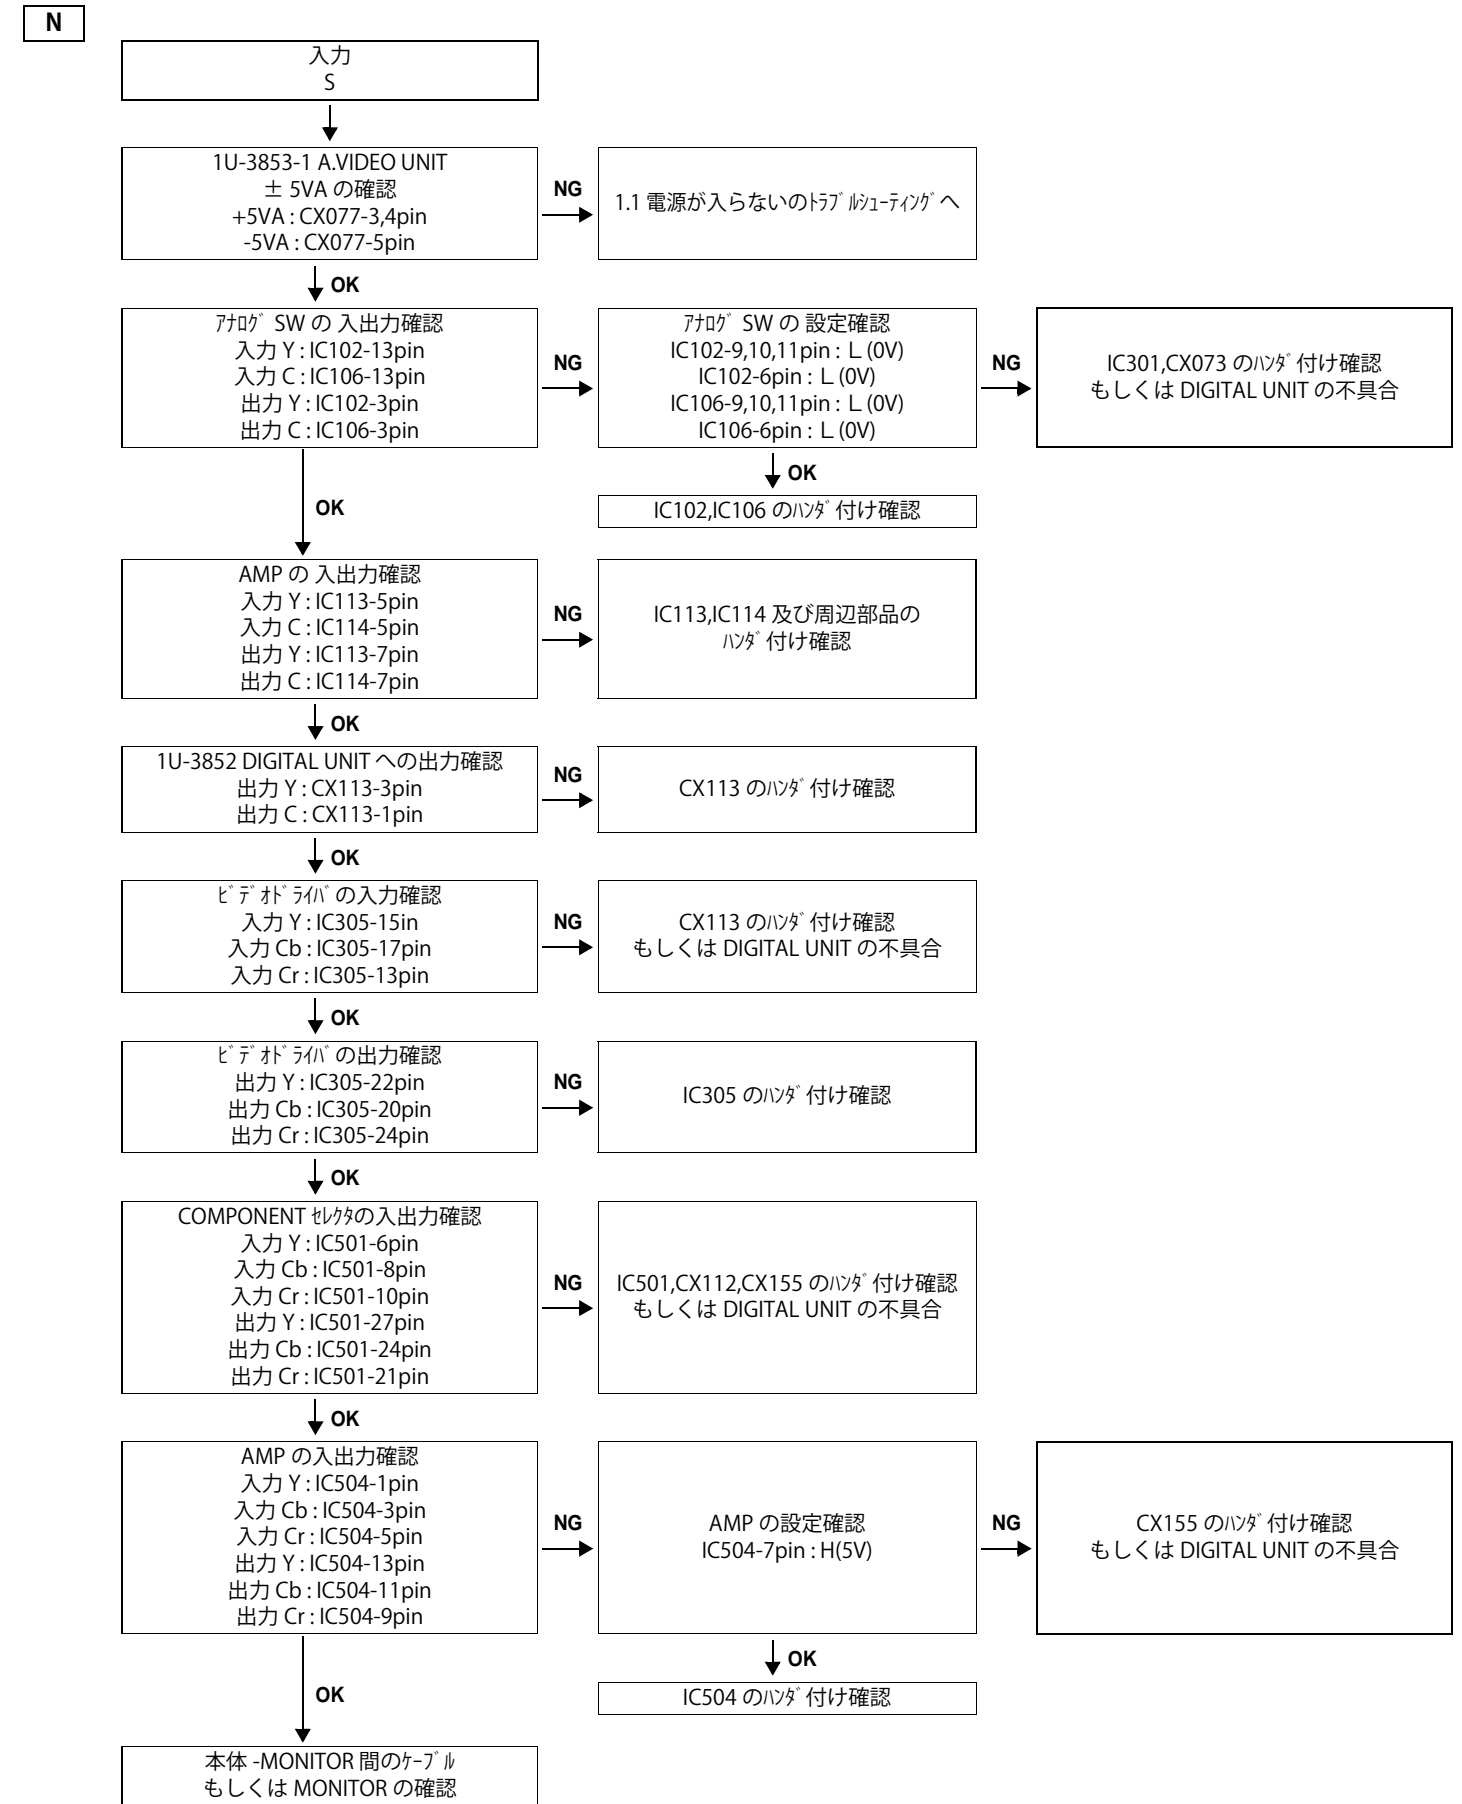 N
入力
S
1U-3853-1 A.VIDEO UNIT
± 5VA の確認
+5VA : CX077-3,4pin
-5VA : CX077-5pin
NG
1.1 電源が入らないのﾄﾗﾌﾞﾙｼｭｰﾃｨﾝｸﾞへ
OK
ｱﾅﾛｸﾞ SW の 入出力確認
入力 Y : IC102-13pin
入力 C : IC106-13pin
出力 Y : IC102-3pin
出力 C : IC106-3pin
NG
ｱﾅﾛｸﾞ SW の 設定確認
IC102-9,10,11pin : L (0V)
IC102-6pin : L (0V)
IC106-9,10,11pin : L (0V)
IC106-6pin : L (0V)
NG
IC301,CX073 のﾊﾝﾀﾞ付け確認
もしくは DIGITAL UNIT の不具合
OK
IC102,IC106 のﾊﾝﾀﾞ付け確認
OK
AMP の 入出力確認
入力 Y : IC113-5pin
入力 C : IC114-5pin
出力 Y : IC113-7pin
出力 C : IC114-7pin
NG
IC113,IC114 及び周辺部品の
ﾊﾝﾀﾞ付け確認
OK
1U-3852 DIGITAL UNIT への出力確認
出力 Y : CX113-3pin
出力 C : CX113-1pin
NG
CX113 のﾊﾝﾀﾞ付け確認
OK
ﾋﾞﾃﾞｵﾄﾞﾗｲﾊﾞの入力確認
入力 Y : IC305-15in
入力 Cb : IC305-17pin
入力 Cr : IC305-13pin
NG
CX113 のﾊﾝﾀﾞ付け確認
もしくは DIGITAL UNIT の不具合
OK
ﾋﾞﾃﾞｵﾄﾞﾗｲﾊﾞの出力確認
出力 Y : IC305-22pin
出力 Cb : IC305-20pin
出力 Cr : IC305-24pin
NG
IC305 のﾊﾝﾀﾞ付け確認
OK
COMPONENT ｾﾚｸﾀの入出力確認
入力 Y : IC501-6pin
入力 Cb : IC501-8pin
入力 Cr : IC501-10pin
出力 Y : IC501-27pin
出力 Cb : IC501-24pin
出力 Cr : IC501-21pin
NG
IC501,CX112,CX155 のﾊﾝﾀﾞ付け確認
もしくは DIGITAL UNIT の不具合
OK
AMP の入出力確認
入力 Y : IC504-1pin
入力 Cb : IC504-3pin
入力 Cr : IC504-5pin
出力 Y : IC504-13pin
出力 Cb : IC504-11pin
出力 Cr : IC504-9pin
NG
AMP の設定確認
IC504-7pin : H(5V)
NG
CX155 のﾊﾝﾀﾞ付け確認
もしくは DIGITAL UNIT の不具合
OK
IC504 のﾊﾝﾀﾞ付け確認
OK
本体 -MONITOR 間のｹｰﾌﾞﾙ
もしくは MONITOR の確認